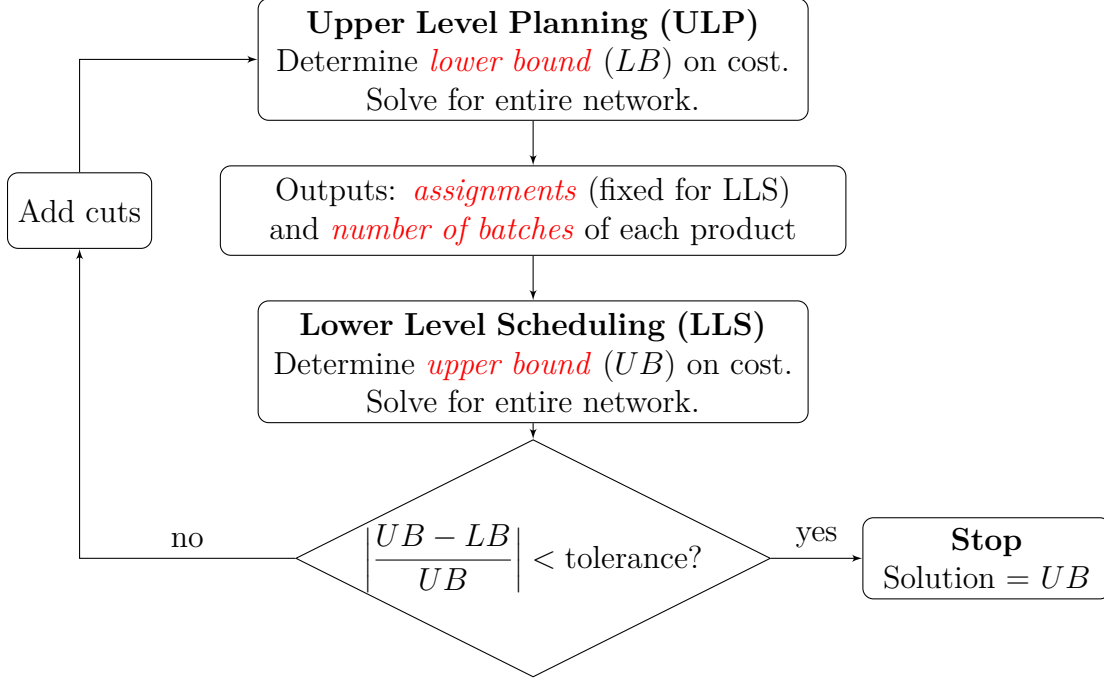 Upper Level Planning (ULP)
Determine lower bound (LB) on cost.
Solve for entire network.
Outputs: assignments (fixed for LLS)
and number of batches of each product
Add cuts
Lower Level Scheduling (LLS)
Determine upper bound (UB) on cost.
Solve for entire network.
no
|UB − LB / UB| < tolerance?
yes
Stop
Solution = UB